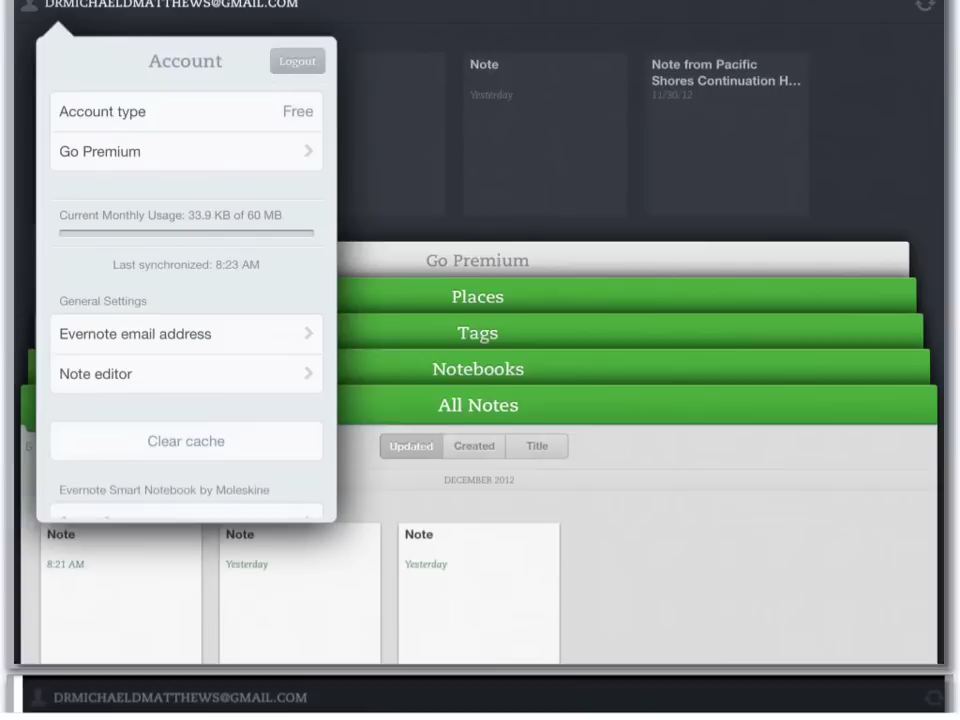 DRMICHAELDMATTHEWS@GMAIL.COM
Account
Logout
Account type
Free
Go Premium
Current Monthly Usage: 33.9 KB of 60 MB
Last synchronized: 8:23 AM
General Settings
Evernote email address
Note editor
Clear cache
Evernote Smart Notebook by Moleskine
Note
Yesterday
Note from Pacific
Shores Continuation H...
11/30/12
Go Premium
Places
Tags
Notebooks
All Notes
Updated
Created
Title
DECEMBER 2012
Note
8:21 AM
Note
Yesterday
Note
Yesterday
DRMICHAELDMATTHEWS@GMAIL.COM